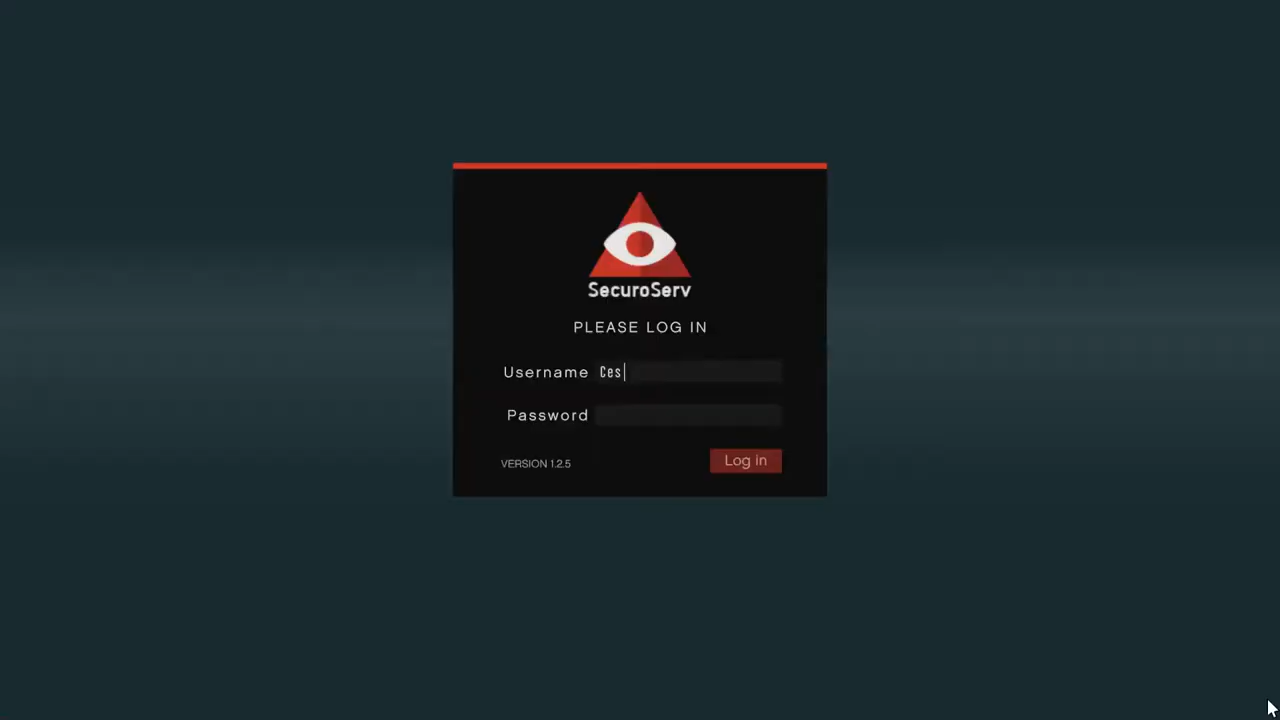 SecuroServ
PLEASE LOG IN
Username Ces
Password
VERSION 1.2.5 Log in